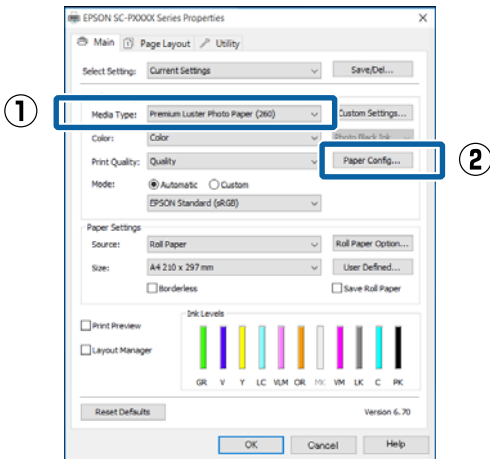 EPSON SC-PXXXX Series Properties
Main Page Layout Utility
Select Setting: Current Settings Save/Del...
① Media Type: Premium Luster Photo Paper (260) Custom Settings...
Color: Color Photo Black Ink
Print Quality: Quality Paper Config... ②
Mode: Automatic Custom
EPSON Standard (sRGB)
Paper Settings
Source: Roll Paper Roll Paper Option...
Size: A4 210 x 297 mm User Defined...
Borderless Save Roll Paper
Ink Levels
Print Preview
Layout Manager
GR V Y LC VLM OR MK VM LK C PK
Reset Defaults Version 6.70
OK Cancel Help